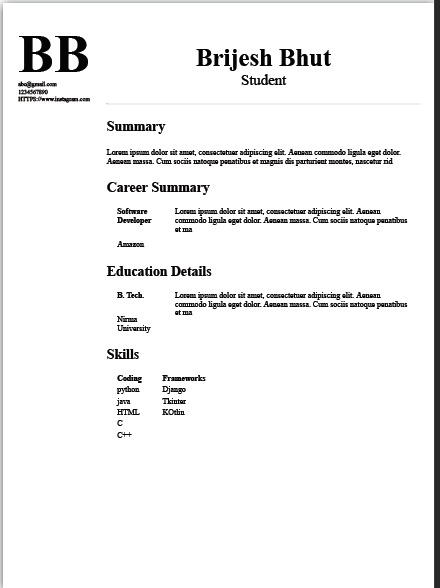 BB
abc@gmail.com
1234567890
HTTPS://www.instagram.com
Brijesh Bhut
Student
Summary
Lorem ipsum dolor sit amet, consectetuer adipiscing elit. Aenean commodo ligula eget dolor.
Aenean massa. Cum sociis natoque penatibus et magnis dis parturient montes, nascetur rid
Career Summary
Software
Developer
Amazon
Lorem ipsum dolor sit amet, consectetuer adipiscing elit. Aenean
commodo ligula eget dolor. Aenean massa. Cum sociis natoque penatibus
et ma
Education Details
B. Tech.
Nirma
University
Lorem ipsum dolor sit amet, consectetuer adipiscing elit. Aenean
commodo ligula eget dolor. Aenean massa. Cum sociis natoque penatibus
et ma
Skills
Coding Frameworks
python Django
java Tkinter
HTML KOtlin
C
C++